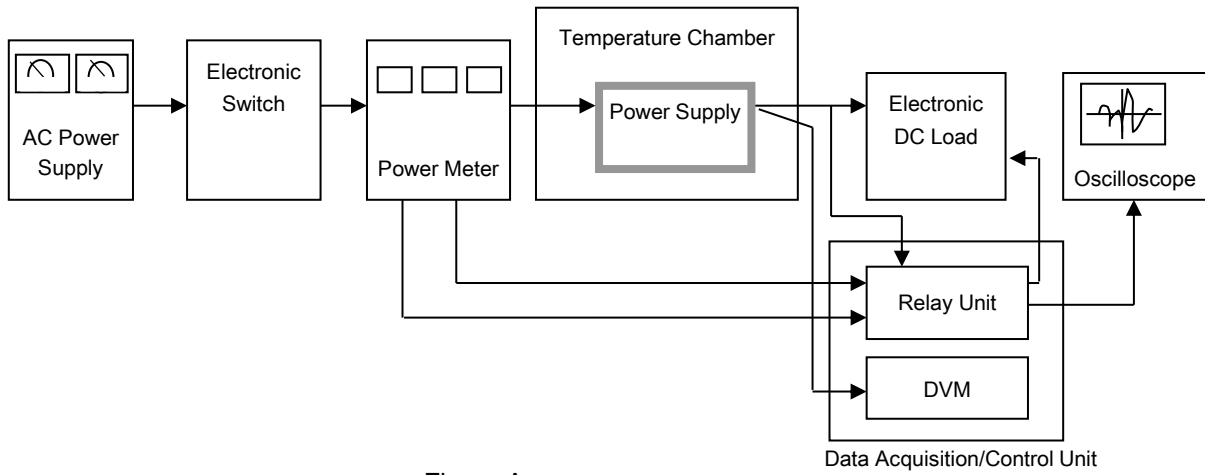 Temperature Chamber
Electronic
Switch
Power Supply
Electronic
DC Load
AC Power
Supply
Power Meter
Oscilloscope
Relay Unit
DVM
Data Acquisition/Control Unit